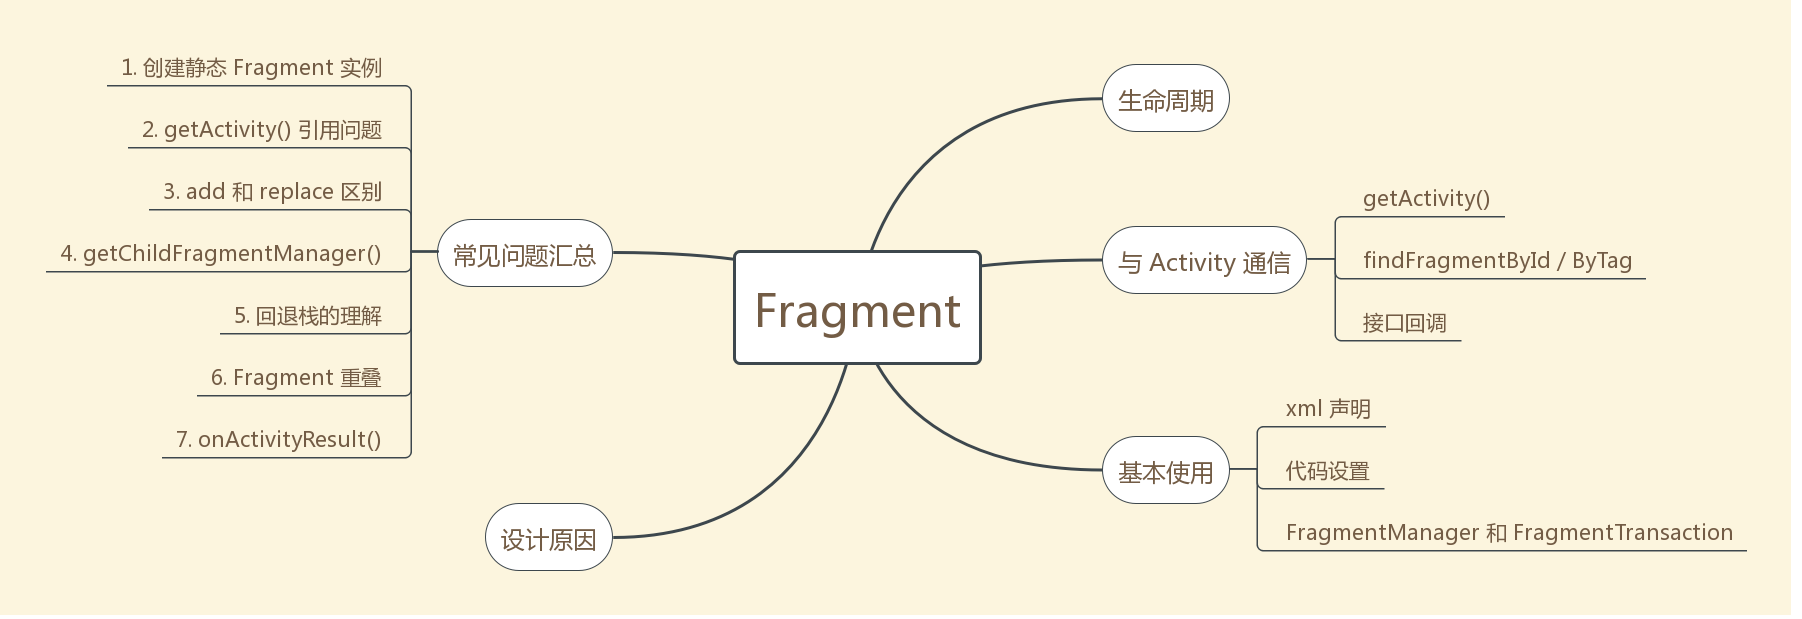 Fragment
生命周期
与 Activity 通信
getActivity()
findFragmentById / ByTag
接口回调
基本使用
xml 声明
代码设置
FragmentManager 和 FragmentTransaction
常见问题汇总
1. 创建静态 Fragment 实例
2. getActivity() 引用问题
3. add 和 replace 区别
4. getChildFragmentManager()
5. 回退栈的理解
6. Fragment 重叠
7. onActivityResult()
设计原因